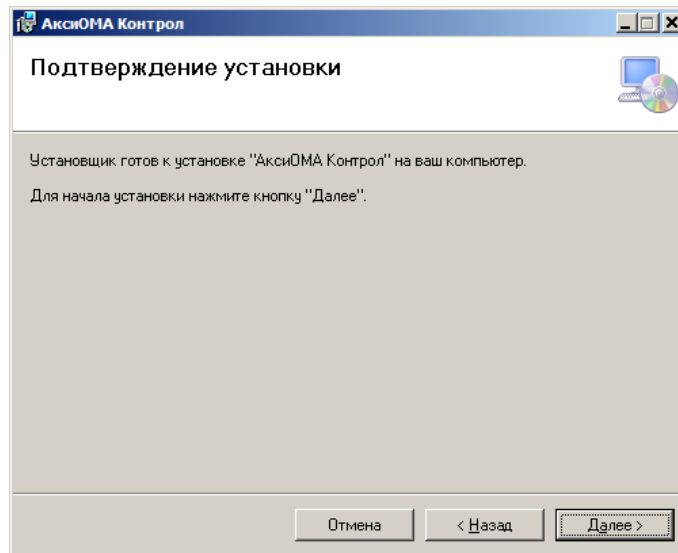 АксиОМА Контрол
Подтверждение установки
Установщик готов к установке "АксиОМА Контрол" на ваш компьютер.
Для начала установки нажмите кнопку "Далее".
Отмена
< Назад
Далее >